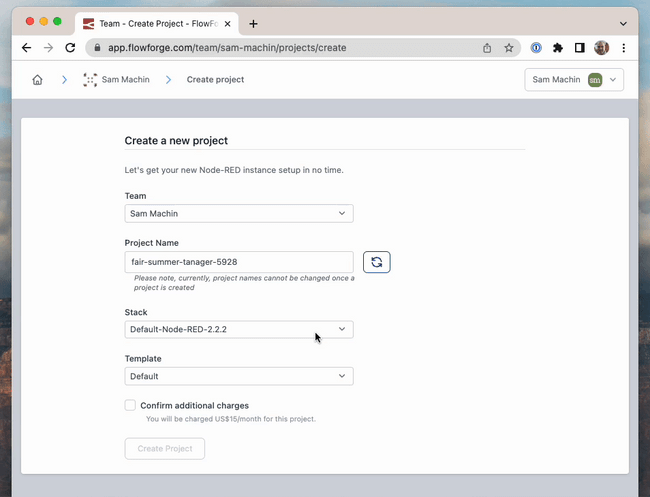 Team - Create Project - FlowFo
app.flowforge.com/team/sam-machin/projects/create
Sam Machin
Create project
Sam Machin
sm
Create a new project
Let's get your new Node-RED instance setup in no time.
Team
Sam Machin
Project Name
fair-summer-tanager-5928
Please note, currently, project names cannot be changed once a
project is created
Stack
Default-Node-RED-2.2.2
Template
Default
Confirm additional charges
You will be charged US$15/month for this project.
Create Project